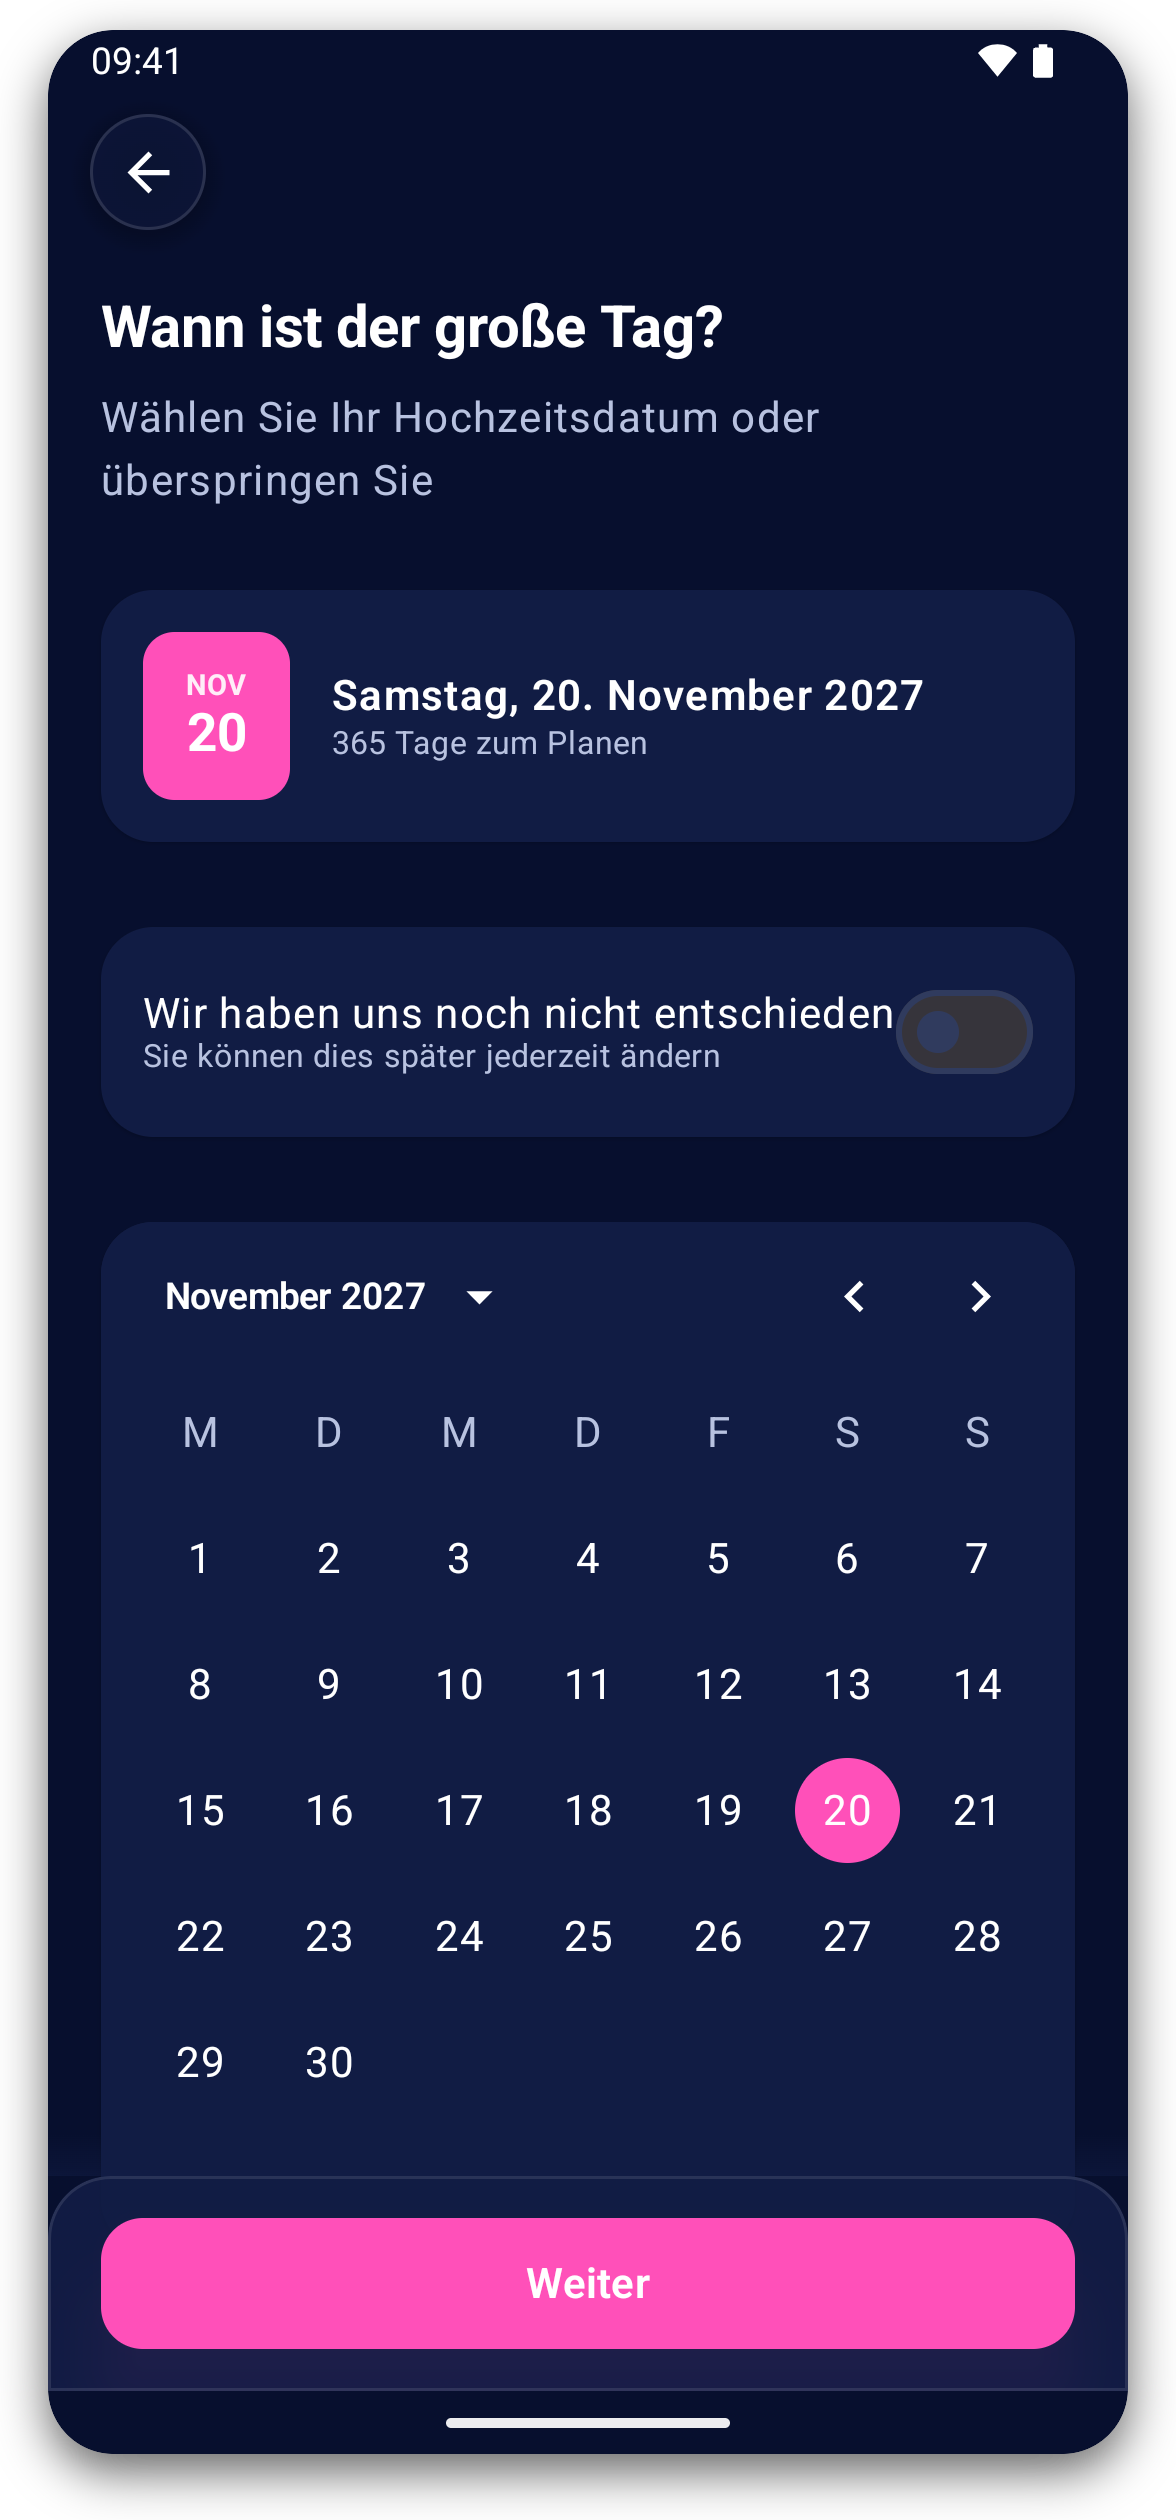 09:41
Wann ist der große Tag?
Wählen Sie Ihr Hochzeitsdatum oder
überspringen Sie
NOV
20
Samstag, 20. November 2027
365 Tage zum Planen
Wir haben uns noch nicht entschieden
Sie können dies später jederzeit ändern
November 2027
M D M D F S S
1 2 3 4 5 6 7
8 9 10 11 12 13 14
15 16 17 18 19 20 21
22 23 24 25 26 27 28
29 30
Weiter